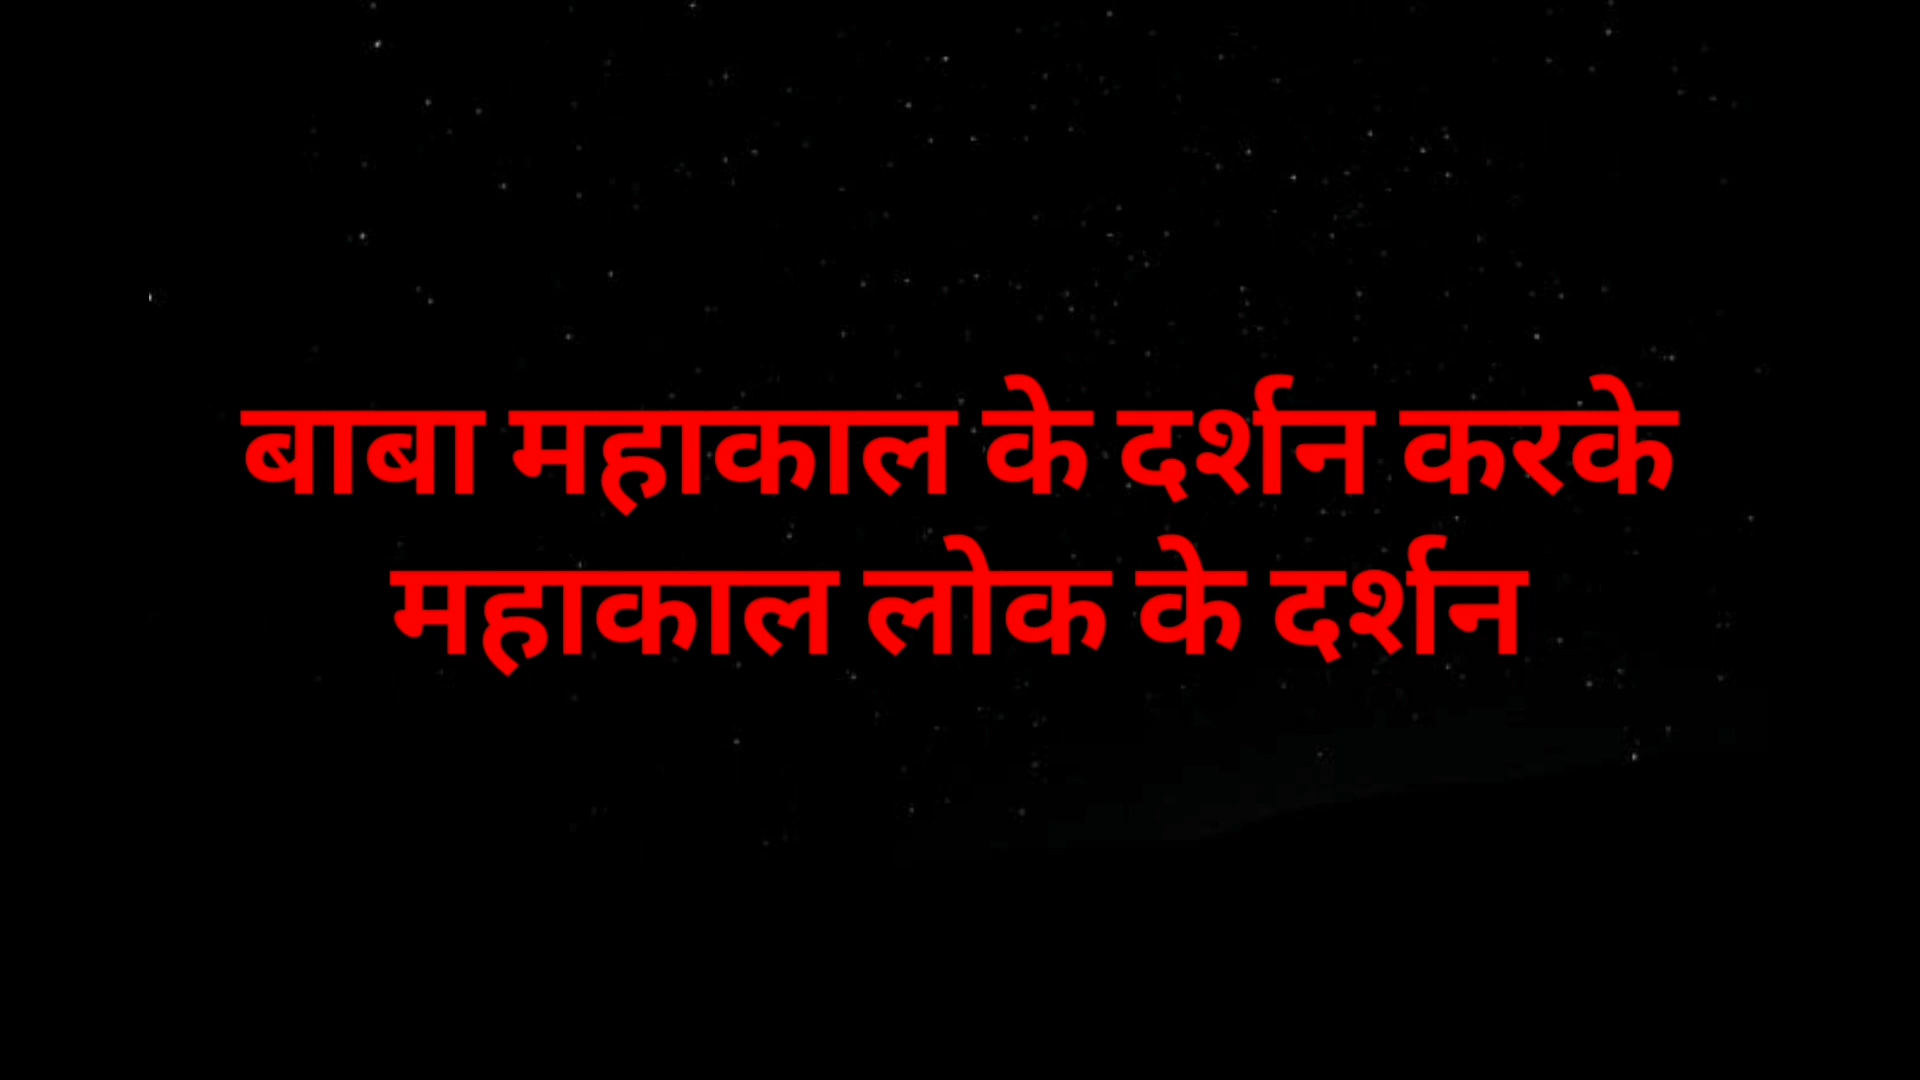 बाबा महाकाल के दर्शन करके
महाकाल लोक के दर्शन